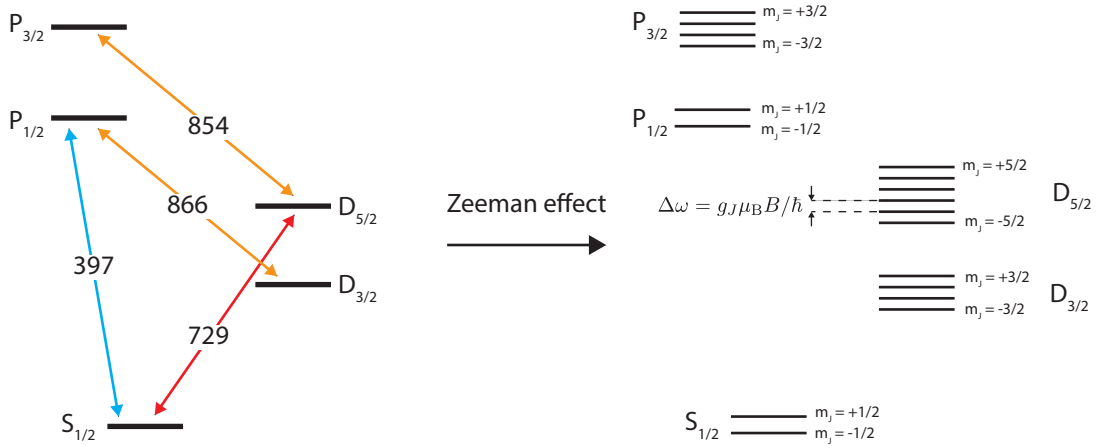 P3/2
P1/2
854
866
D5/2
397
D3/2
729
S1/2
Zeeman effect
P3/2
mJ = +3/2
mJ = -3/2
P1/2
mJ = +1/2
mJ = -1/2
Δω = gJμBB/ħ
mJ = +5/2
mJ = -5/2
D5/2
mJ = +3/2
mJ = -3/2
D3/2
S1/2
mJ = +1/2
mJ = -1/2